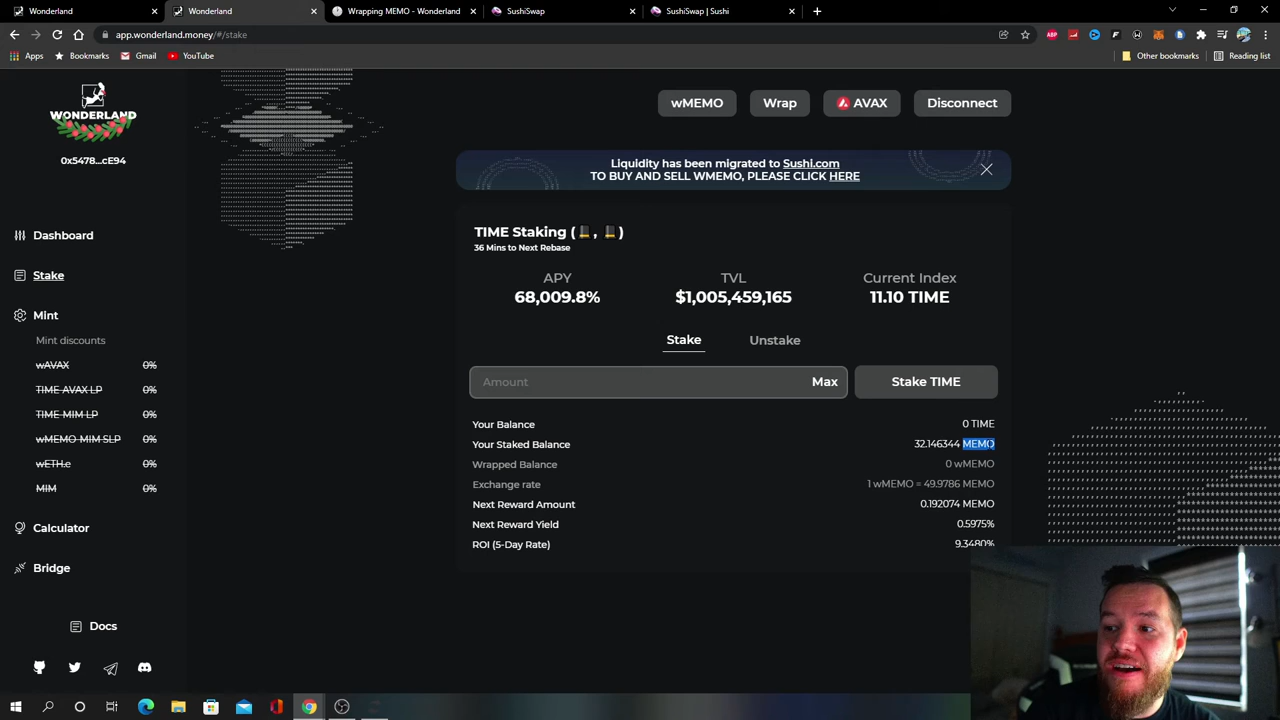 Wonderland
Wonderland
Wrapping MEMO - Wonderland
SushiSwap
SushiSwap | Sushi
app.wonderland.money/#/stake
Apps
Bookmarks
Gmail
YouTube
Other bookmarks
Reading list
WONDERLAND
0x5478...cE94
Dashboard
Stake
Mint
Mint discounts
wAVAX 0%
TIME AVAX LP 0%
TIME MIM LP 0%
wMEMO MIM SLP 0%
wETH.e 0%
MIM 0%
Calculator
Bridge
Docs
wMEMO
Wrap
AVAX
Disconnect
Liquidity has been migrated to Sushi.com
TO BUY AND SELL WMEMO, PLEASE CLICK HERE
TIME Staking (🎩, 🎩)
36 Mins to Next Rebase
APY
68,009.8%
TVL
$1,005,459,165
Current Index
11.10 TIME
Stake
Unstake
Amount
Max
Stake TIME
Your Balance 0 TIME
Your Staked Balance 32.146344 MEMO
Wrapped Balance 0 wMEMO
Exchange rate 1 wMEMO = 49.9786 MEMO
Next Reward Amount 0.192074 MEMO
Next Reward Yield 0.5975%
ROI (5-Day Rate) 9.3480%